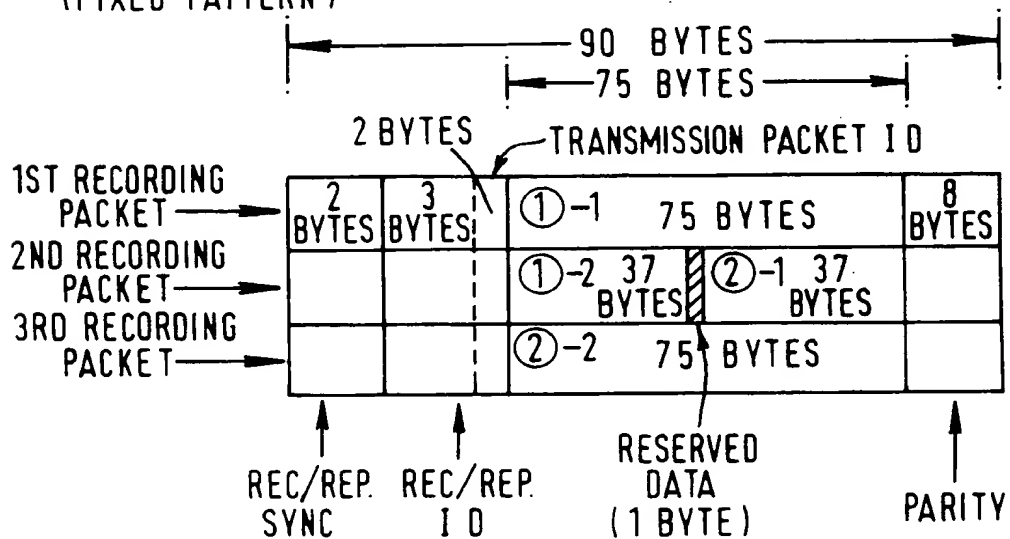 (FIXED PATTERN)
90 BYTES
75 BYTES
2 BYTES
TRANSMISSION PACKET ID
1ST RECORDING
PACKET
2
BYTES
3
BYTES
①-1 75 BYTES
8
BYTES
2ND RECORDING
PACKET
①-2 37
BYTES
②-1 37
BYTES
3RD RECORDING
PACKET
②-2 75 BYTES
REC/REP.
SYNC
REC/REP.
ID
RESERVED
DATA
(1 BYTE)
PARITY